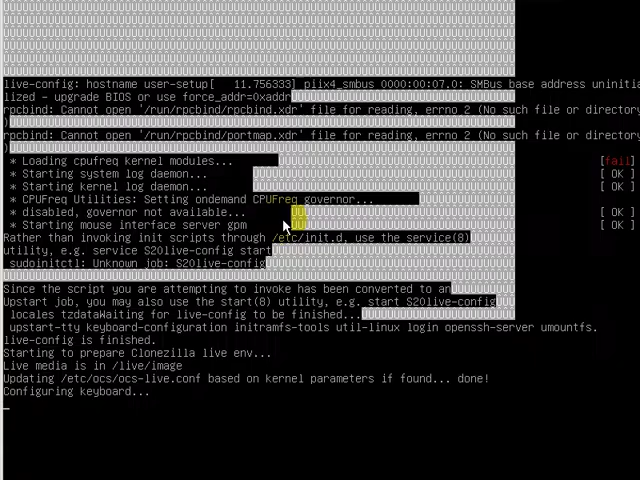 live-config: hostname user-setup[   11.756333] piix4_smbus 0000:00:07.0: SMBus base address uninitia
lized - upgrade BIOS or use force_addr=0xaddr
rpcbind: Cannot open '/run/rpcbind/rpcbind.xdr' file for reading, errno 2 (No such file or directory
)
rpcbind: Cannot open '/run/rpcbind/portmap.xdr' file for reading, errno 2 (No such file or directory
)
* Loading cpufreq kernel modules... [fail]
* Starting system log daemon... [ OK ]
* Starting kernel log daemon... [ OK ]
* CPUFreq Utilities: Setting ondemand CPUFreq governor...
* disabled, governor not available... [ OK ]
* Starting mouse interface server gpm [ OK ]
Rather than invoking init scripts through /etc/init.d, use the service(8)
utility, e.g. service S20live-config start
sudoinitctl: Unknown job: S20live-config
Since the script you are attempting to invoke has been converted to an
Upstart job, you may also use the start(8) utility, e.g. start S20live-config
locales tzdataWaiting for live-config to be finished...
upstart-tty keyboard-configuration initramfs-tools util-linux login openssh-server umountfs.
live-config is finished.
Starting to prepare Clonezilla live env...
Live media is in /live/image
Updating /etc/ocs/ocs-live.conf based on kernel parameters if found... done!
Configuring keyboard...